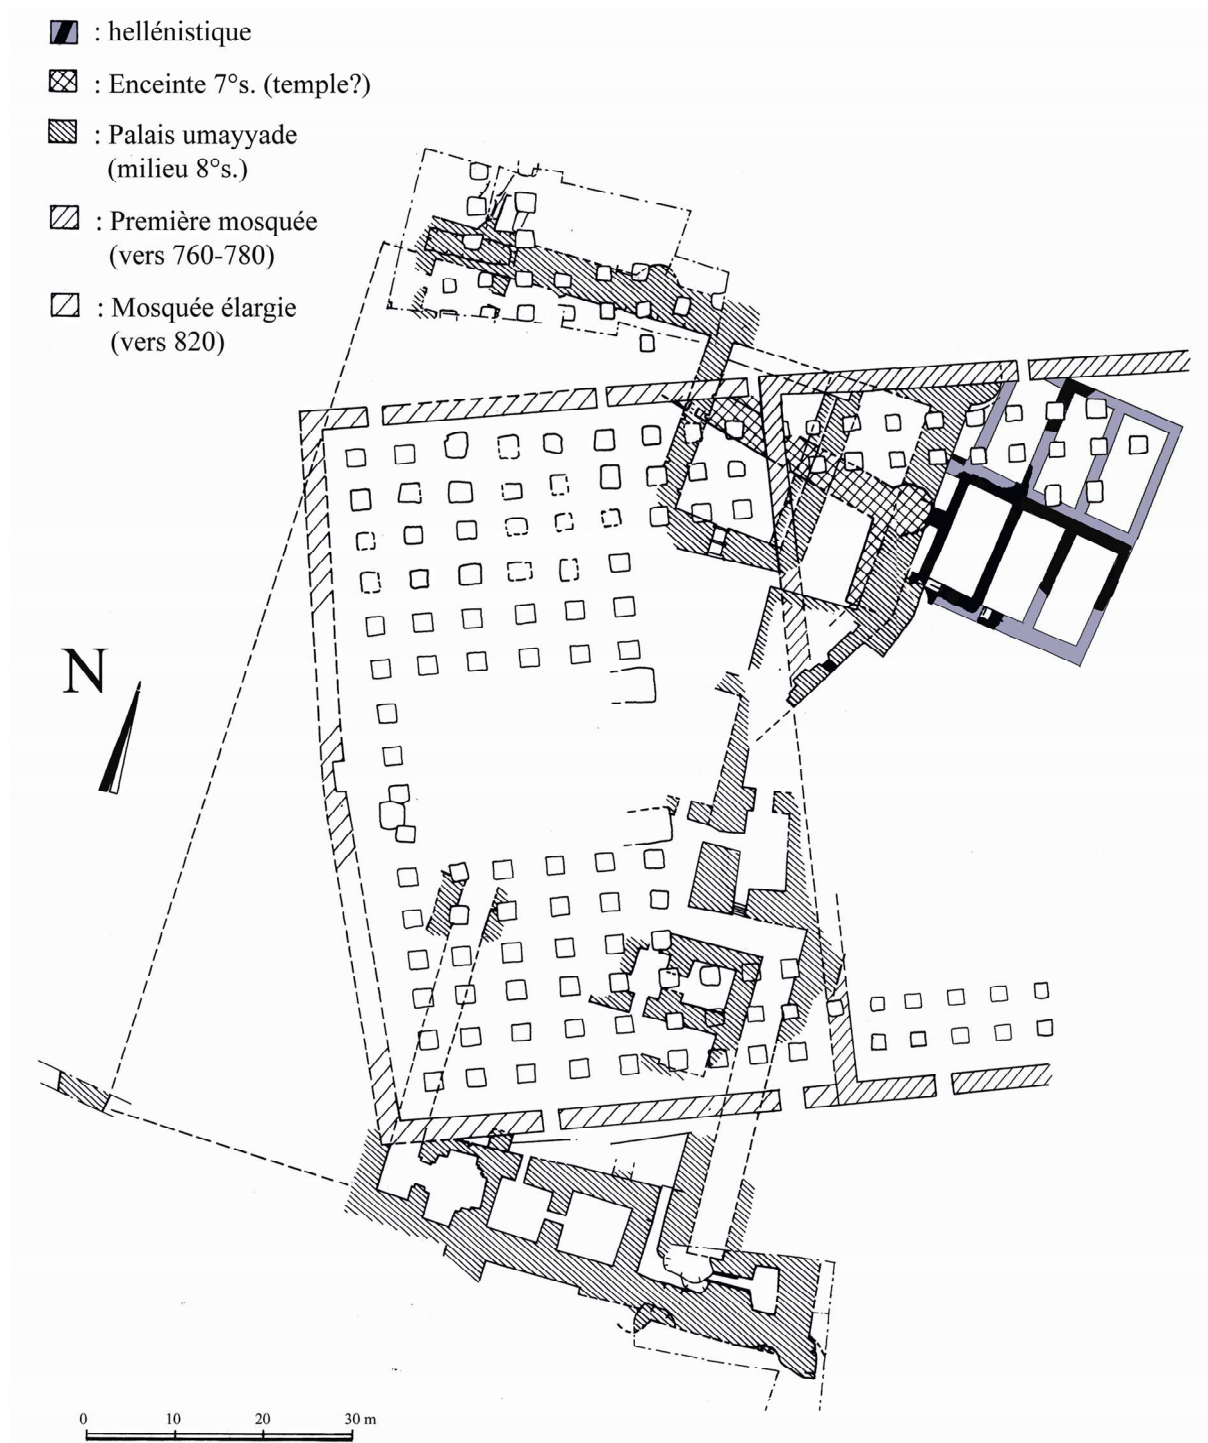 : hellénistique
: Enceinte 7°s. (temple?)
: Palais umayyade
(milieu 8°s.)
: Première mosquée
(vers 760-780)
: Mosquée élargie
(vers 820)
N
0 10 20 30 m